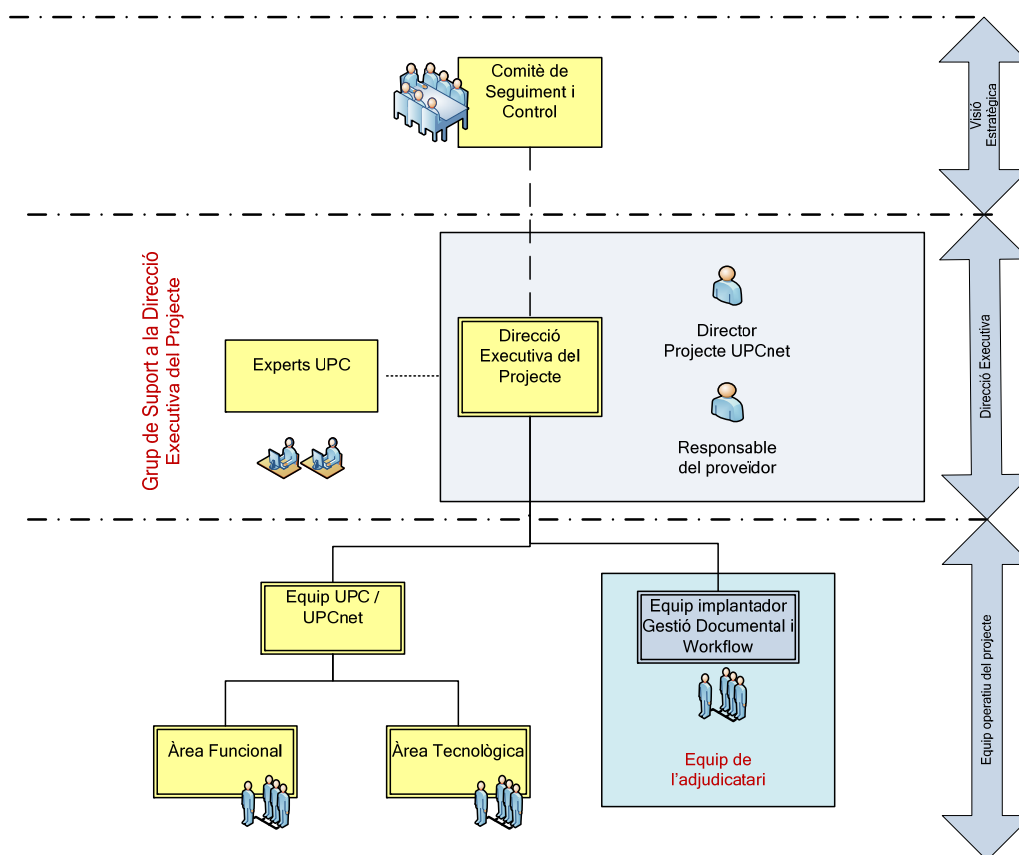 Comitè de
Seguiment i
Control
Visió
Estratègica
Grup de Suport a la Direcció
Executiva del Projecte
Experts UPC
Direcció
Executiva del
Projecte
Director
Projecte UPCnet
Responsable
del proveïdor
Direcció Executiva
Equip UPC /
UPCnet
Equip implantador
Gestió Documental i
Workflow
Àrea Funcional
Àrea Tecnològica
Equip de
l'adjudicatari
Equip operatiu del projecte